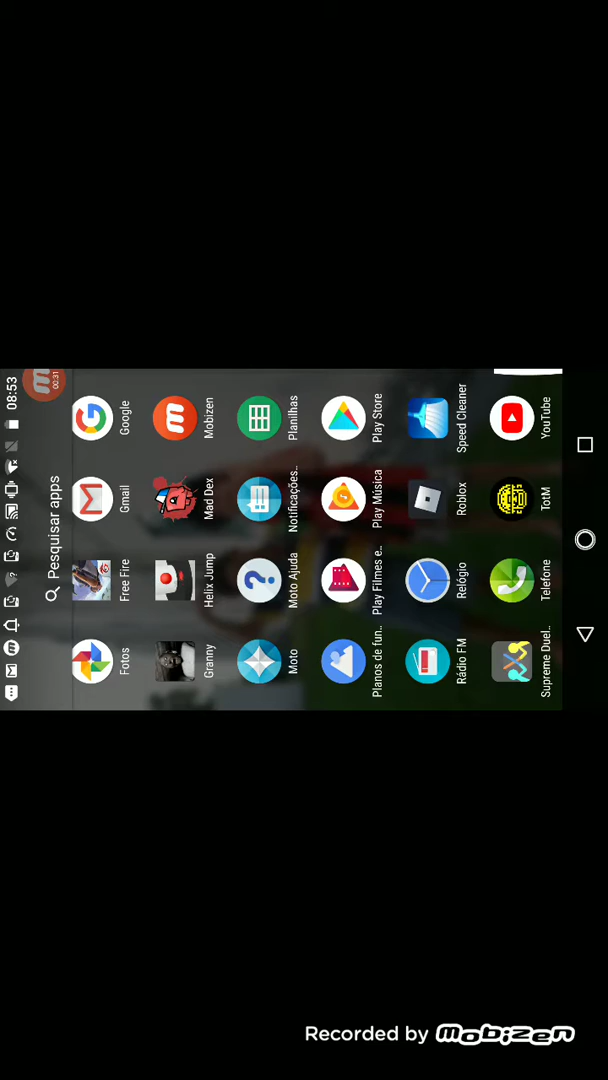 08:53
00:31
Pesquisar apps
Fotos
Free Fire
Gmail
Google
Granny
Helix Jump
Mad Dex
Mobizen
Moto
Moto Ajuda
Notificações..
Planilhas
Planos de fun..
Play Filmes e..
Play Música
Play Store
Rádio FM
Relógio
Roblox
Speed Cleaner
Supreme Duel..
Telefone
TotM
YouTube
Recorded by mobizen